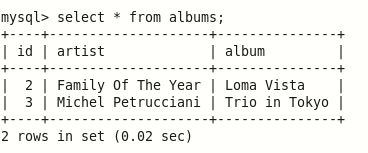 mysql> select * from albums;
+----+--------------------+---------------+
| id | artist             | album         |
+----+--------------------+---------------+
|  2 | Family Of The Year | Loma Vista    |
|  3 | Michel Petrucciani | Trio in Tokyo |
+----+--------------------+---------------+
2 rows in set (0.02 sec)